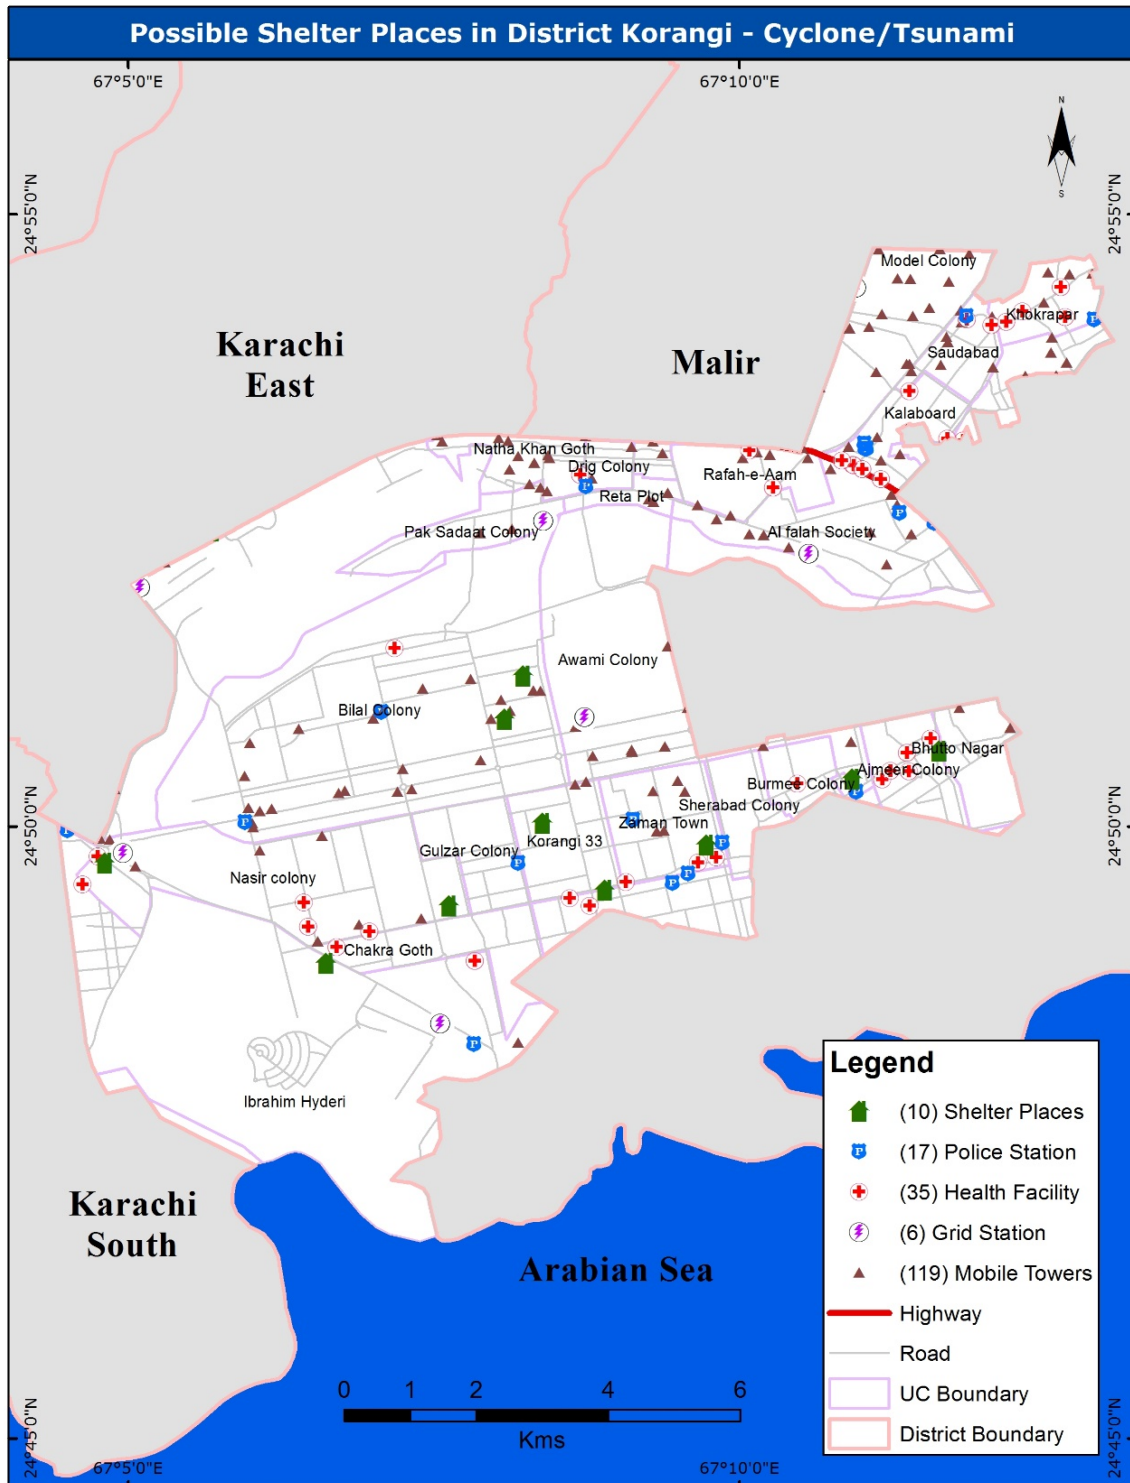 Possible Shelter Places in District Korangi - Cyclone/Tsunami
67°5'0"E
67°10'0"E
N
S
24°55'0"N
24°55'0"N
Model Colony
Khokrapar
Karachi
East
Malir
Saudabad
Kalaboard
Natha Khan Goth
Drig Colony
Rafah-e-Aam
Reta Plot
Pak Sadaat Colony
Al falah Society
Awami Colony
Bilal Colony
Bhutto Nagar
Ajmeer Colony
Burmee Colony
Sherabad Colony
24°50'0"N
24°50'0"N
Zaman Town
Korangi 33
Gulzar Colony
Nasir colony
Chakra Goth
Ibrahim Hyderi
Karachi
South
Arabian Sea
Legend
(10) Shelter Places
P
(17) Police Station
(35) Health Facility
(6) Grid Station
(119) Mobile Towers
Highway
Road
UC Boundary
District Boundary
0 1 2 4 6
Kms
24°45'0"N
24°45'0"N
67°5'0"E
67°10'0"E